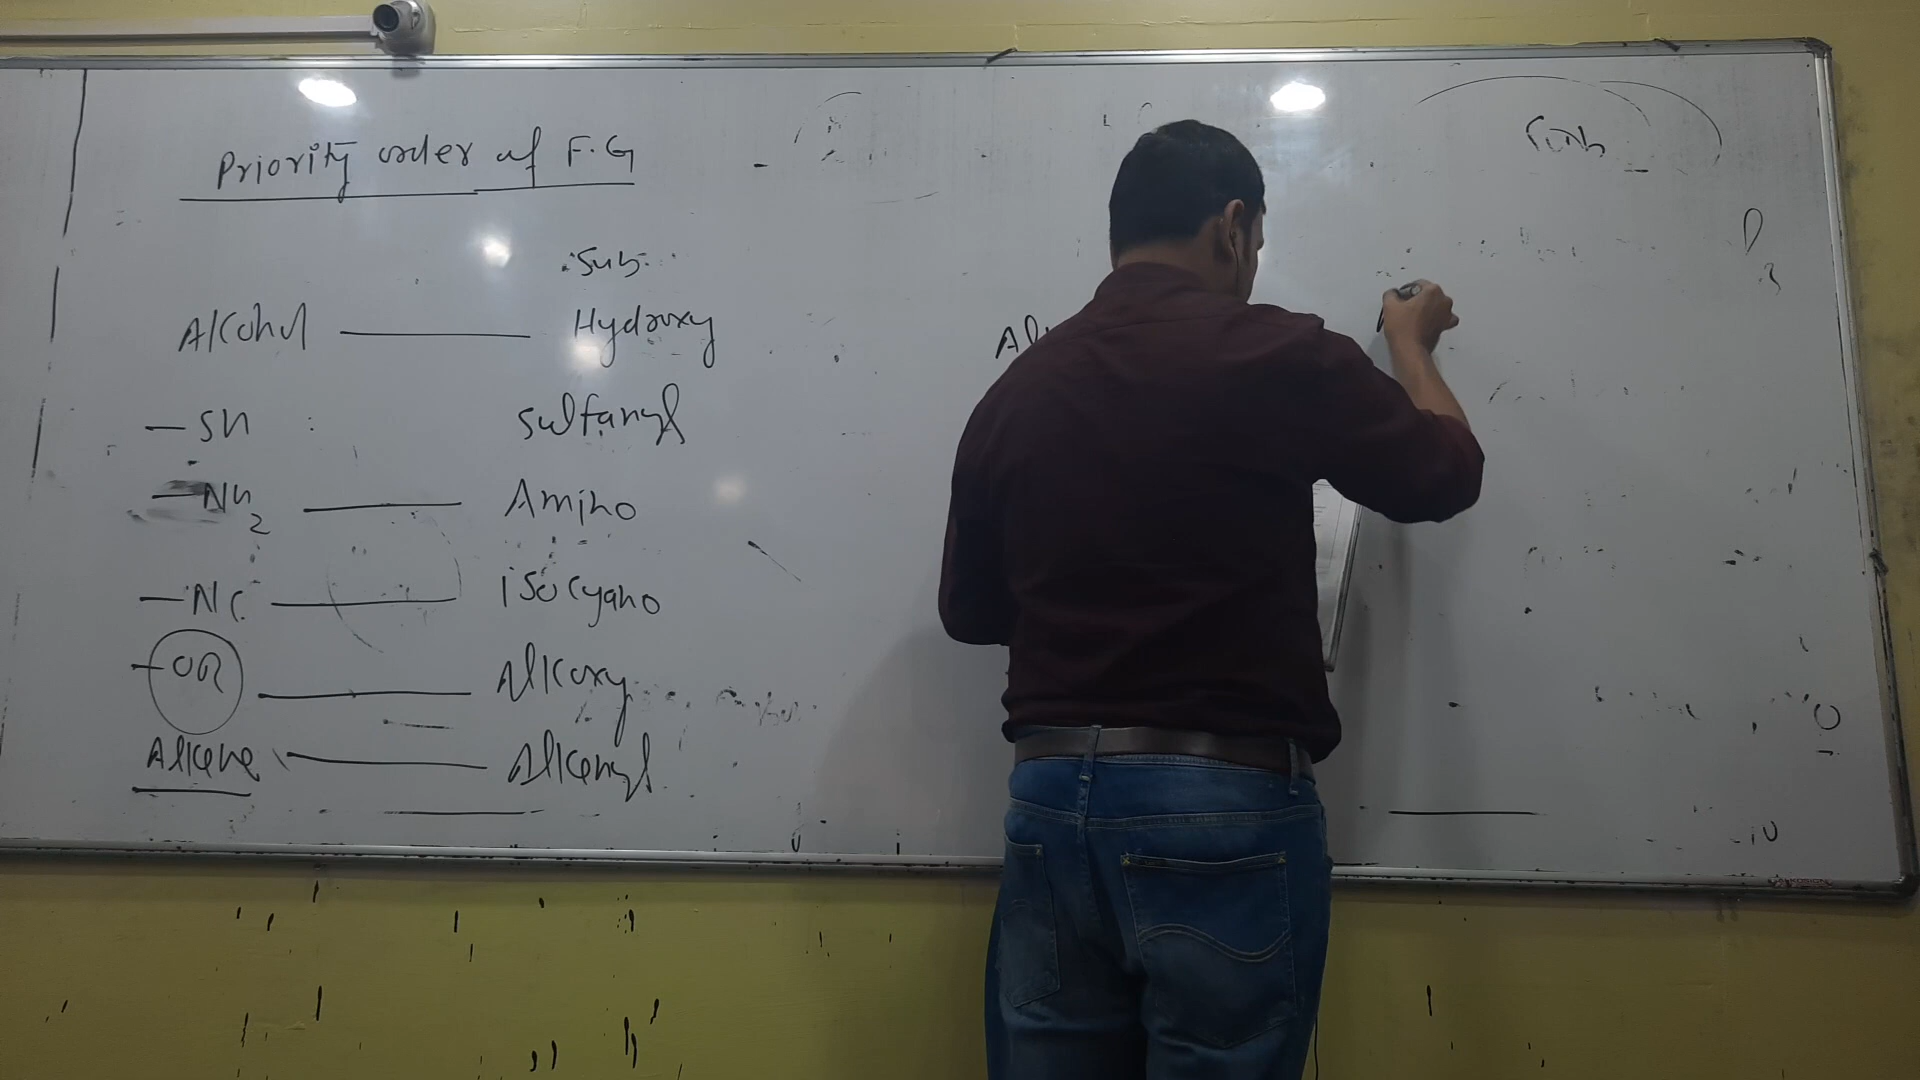 Priority order of F.G
Sub.
Alcohol — Hydroxy
-SH : Sulfanyl
-NH2 — Amino
-NC — isocyano
-OR — Alkoxy
Alkene — Alkenyl